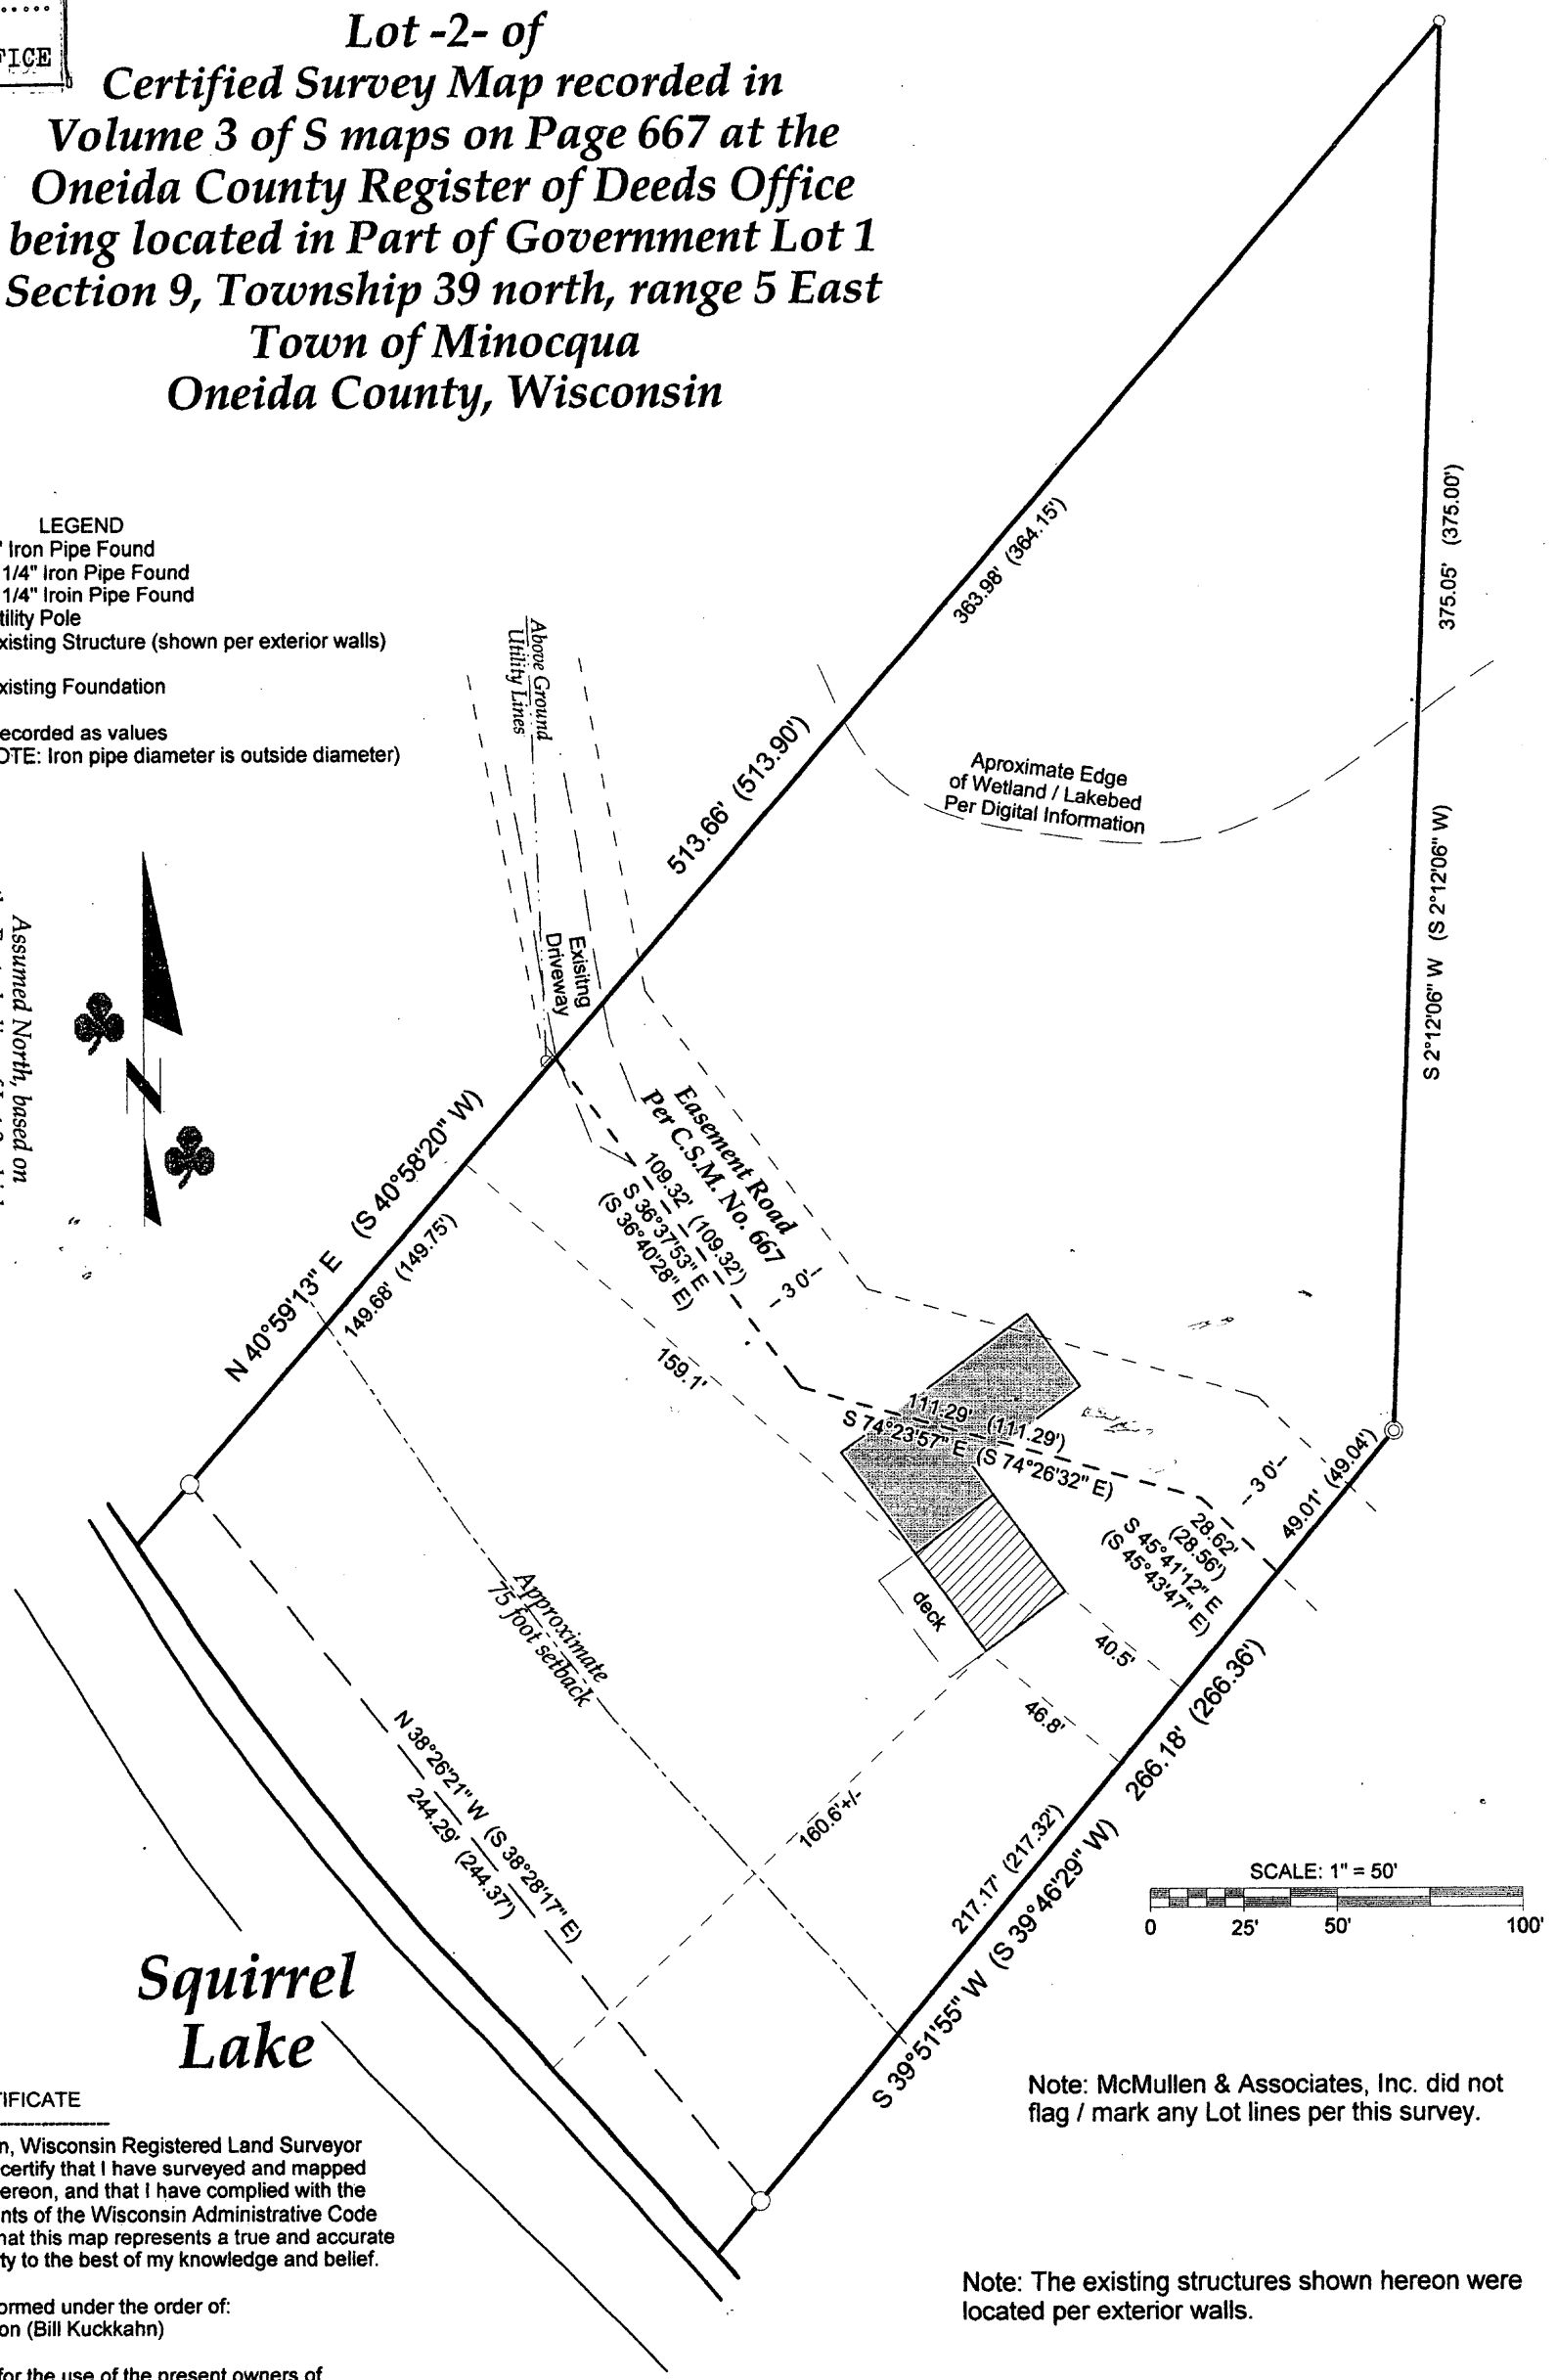 FICE
Lot -2- of
Certified Survey Map recorded in
Volume 3 of S maps on Page 667 at the
Oneida County Register of Deeds Office
being located in Part of Government Lot 1
Section 9, Township 39 north, range 5 East
Town of Minocqua
Oneida County, Wisconsin
LEGEND
" Iron Pipe Found
1/4" Iron Pipe Found
1/4" Iroin Pipe Found
tility Pole
xisting Structure (shown per exterior walls)
xisting Foundation
ecorded as values
OTE: Iron pipe diameter is outside diameter)
Above Ground
Utility Lines
363.98' (364.15')
375.05' (375.00')
513.66' (513.90')
Aproximate Edge
of Wetland / Lakebed
Per Digital Information
S 2°12'06" W (S 2°12'06" W)
Exisitng
Driveway
Assumed North, based on
N
Easement Road
Per C.S.M. No. 667
109.32' (109.32')
S 36°37'53" E
(S 36°40'28" E)
30'
N 40°59'13" E (S 40°58'20" W)
149.68' (149.75')
159.1'
111.29' (111.29')
S 74°23'57" E (S 74°26'32" E)
30'
49.01' (49.04')
28.62'
(28.56')
S 45°41'12" E
(S 45°43'47" E)
deck
40.5'
46.8'
Approximate
75 foot setback
266.18' (266.36')
N 38°26'21" W (S 38°28'17" E)
244.29' (244.37')
160.6'+/-
217.17' (217.32')
S 39°51'55" W (S 39°46'29" W)
SCALE: 1" = 50'
0 25' 50' 100'
Squirrel
Lake
Note: McMullen & Associates, Inc. did not
flag / mark any Lot lines per this survey.
IFICATE
n, Wisconsin Registered Land Surveyor
certify that I have surveyed and mapped
ereon, and that I have complied with the
nts of the Wisconsin Administrative Code
hat this map represents a true and accurate
ty to the best of my knowledge and belief.
ormed under the order of:
on (Bill Kuckkahn)
for the use of the present owners of
Note: The existing structures shown hereon were
located per exterior walls.